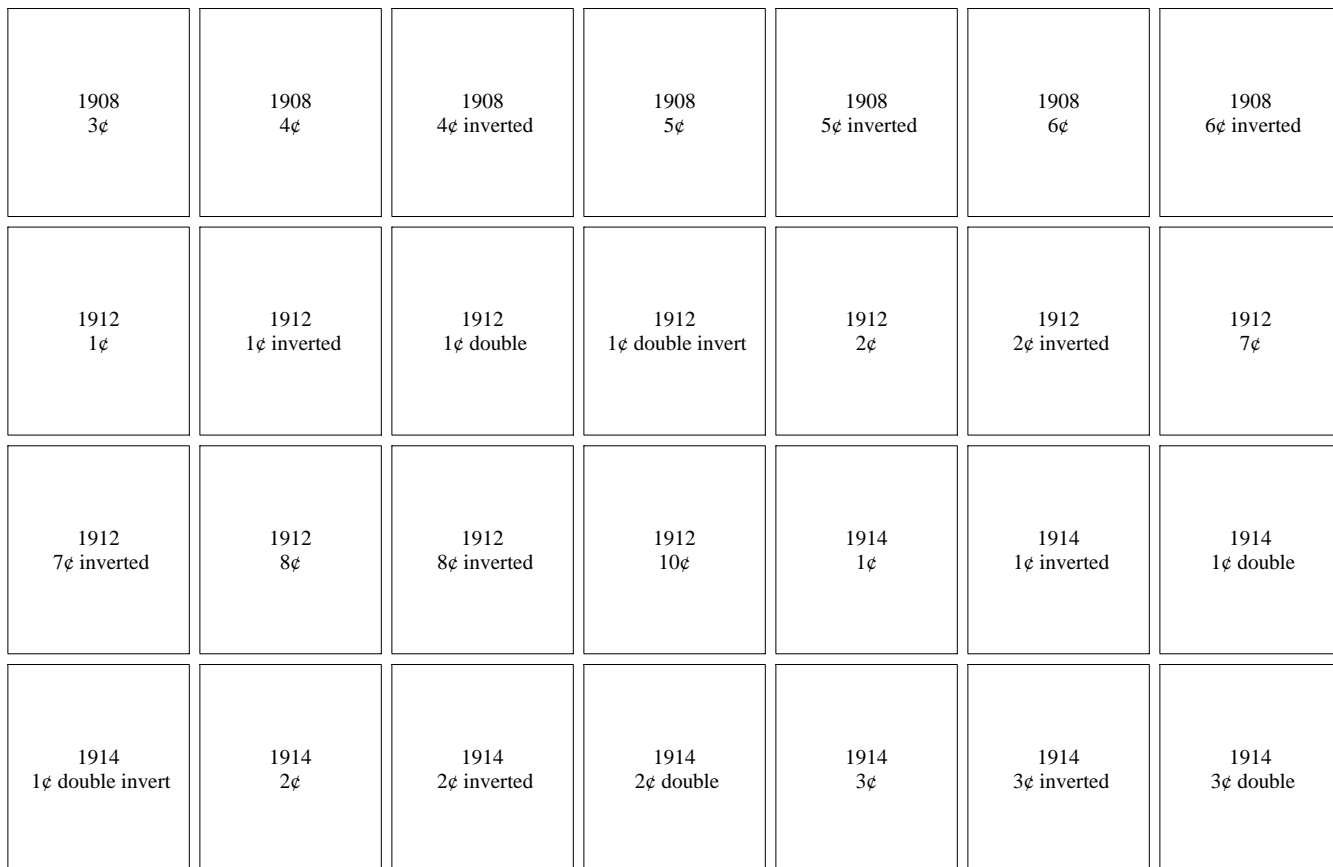 1908
3¢
1908
4¢
1908
4¢ inverted
1908
5¢
1908
5¢ inverted
1908
6¢
1908
6¢ inverted
1912
1¢
1912
1¢ inverted
1912
1¢ double
1912
1¢ double invert
1912
2¢
1912
2¢ inverted
1912
7¢
1912
7¢ inverted
1912
8¢
1912
8¢ inverted
1912
10¢
1914
1¢
1914
1¢ inverted
1914
1¢ double
1914
1¢ double invert
1914
2¢
1914
2¢ inverted
1914
2¢ double
1914
3¢
1914
3¢ inverted
1914
3¢ double